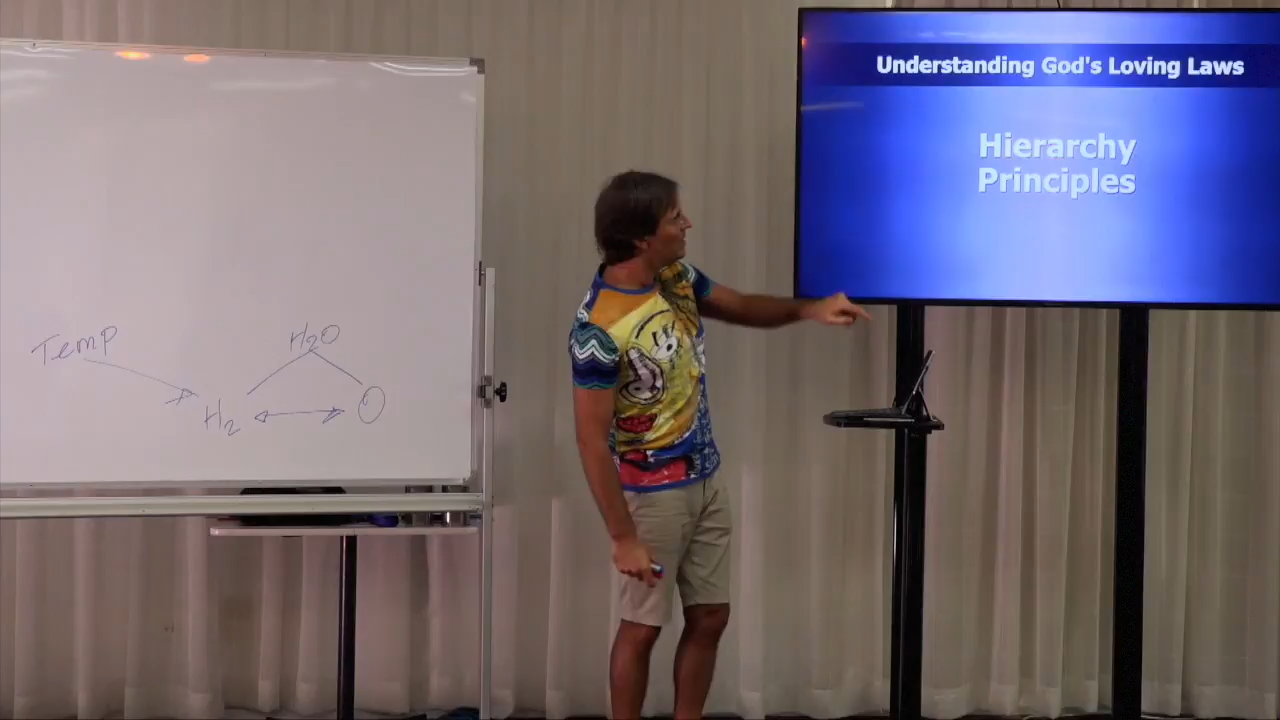 Temp
H₂O
H₂
O
Understanding God's Loving Laws
Hierarchy
Principles